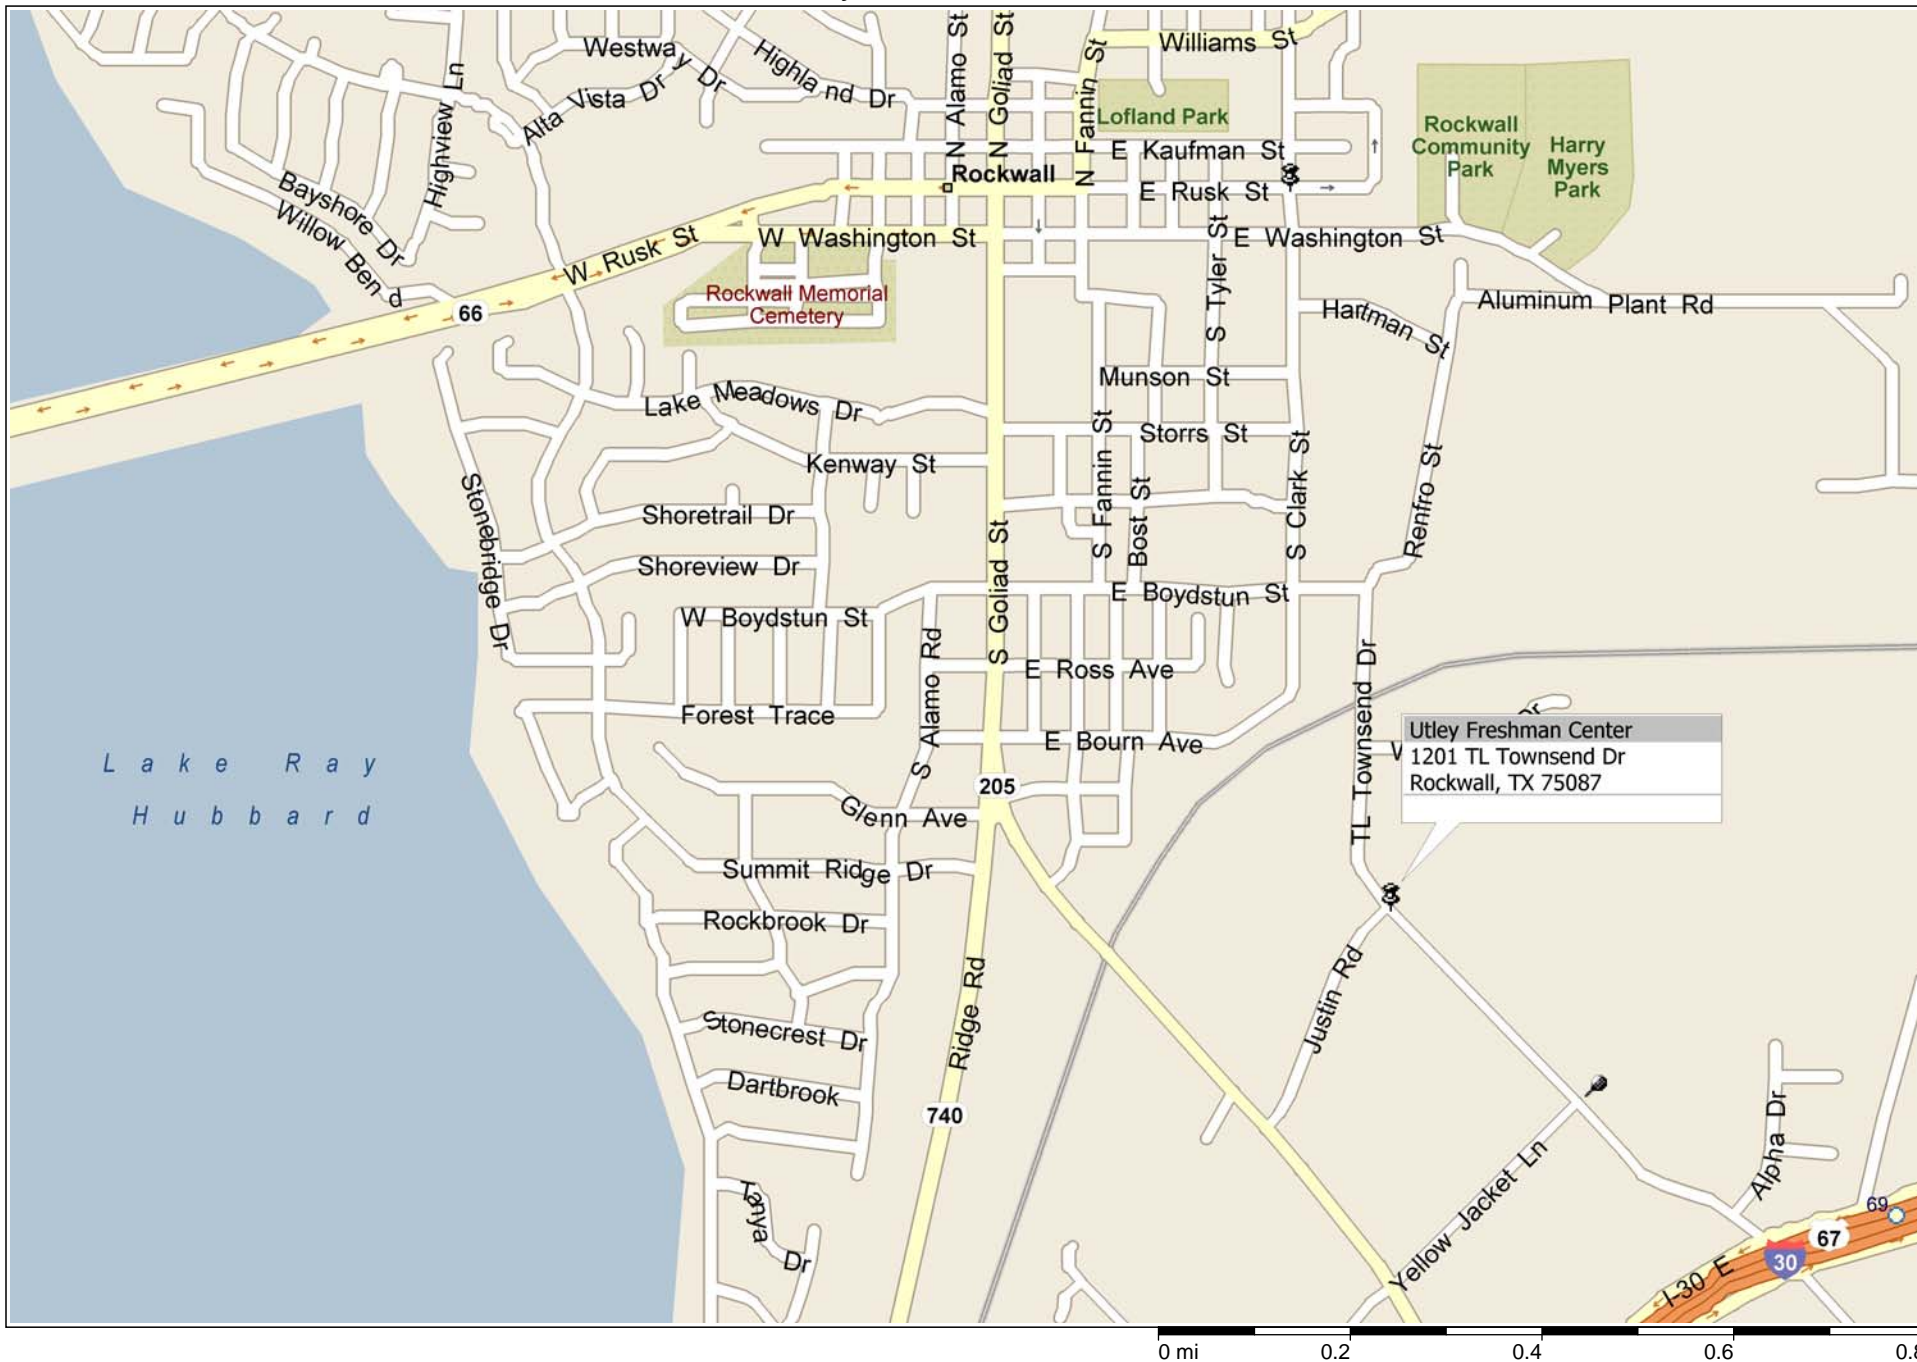 Westway Dr
Highland Dr
N Alamo St
N Goliad St
N Fannin St
Williams St
Alta Vista Dr
Highview Ln
Lofland Park
E Kaufman St
Rockwall
Community
Park
Harry
Myers
Park
Rockwall
E Rusk St
Bayshore Dr
Willow Bend
W Rusk St
W Washington St
S Tyler St
E Washington St
66
Rockwall Memorial
Cemetery
Hartman St
Aluminum Plant Rd
Lake Meadows Dr
Munson St
Storrs St
Kenway St
Stonebridge Dr
Shoretrail Dr
S Goliad St
S Fannin St
Bost St
S Clark St
Renfro St
Shoreview Dr
E Boydstun St
W Boydstun St
S Alamo Rd
E Ross Ave
TL Townsend Dr
Forest Trace
E Bourn Ave
Dr
W
Utley Freshman Center
1201 TL Townsend Dr
Rockwall, TX 75087
Lake Ray
Hubbard
205
Glenn Ave
Summit Ridge Dr
Rockbrook Dr
Ridge Rd
Justin Rd
Stonecrest Dr
Dartbrook
740
Alpha Dr
Yellow Jacket Ln
Tanya Dr
69
67
30
I-30 E
0 mi 0.2 0.4 0.6 0.8